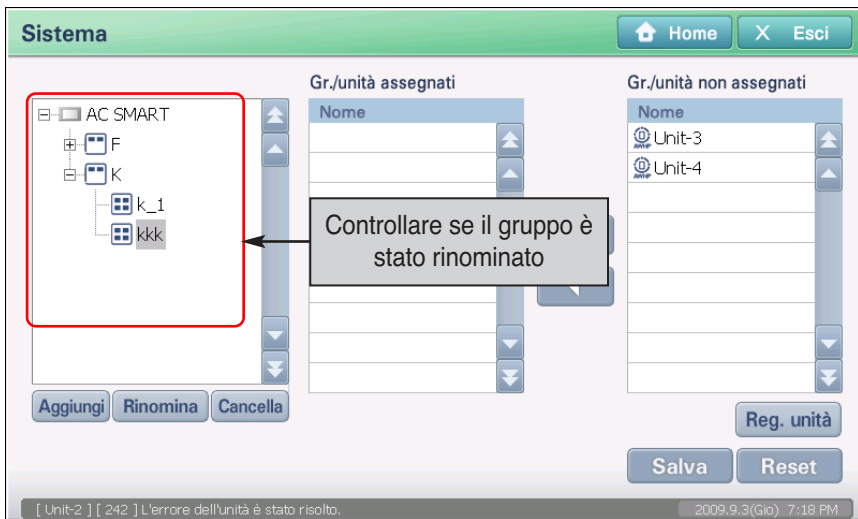 Sistema
Home
X Esci
Gr./unità assegnati
Gr./unità non assegnati
AC SMART
F
K
k_1
kkk
Nome
Nome
Unit-3
Unit-4
Controllare se il gruppo è
stato rinominato
Aggiungi
Rinomina
Cancella
Reg. unità
Salva
Reset
[ Unit-2 ] [ 242 ] L'errore dell'unità è stato risolto.
2009.9.3(Gio) 7:18 PM